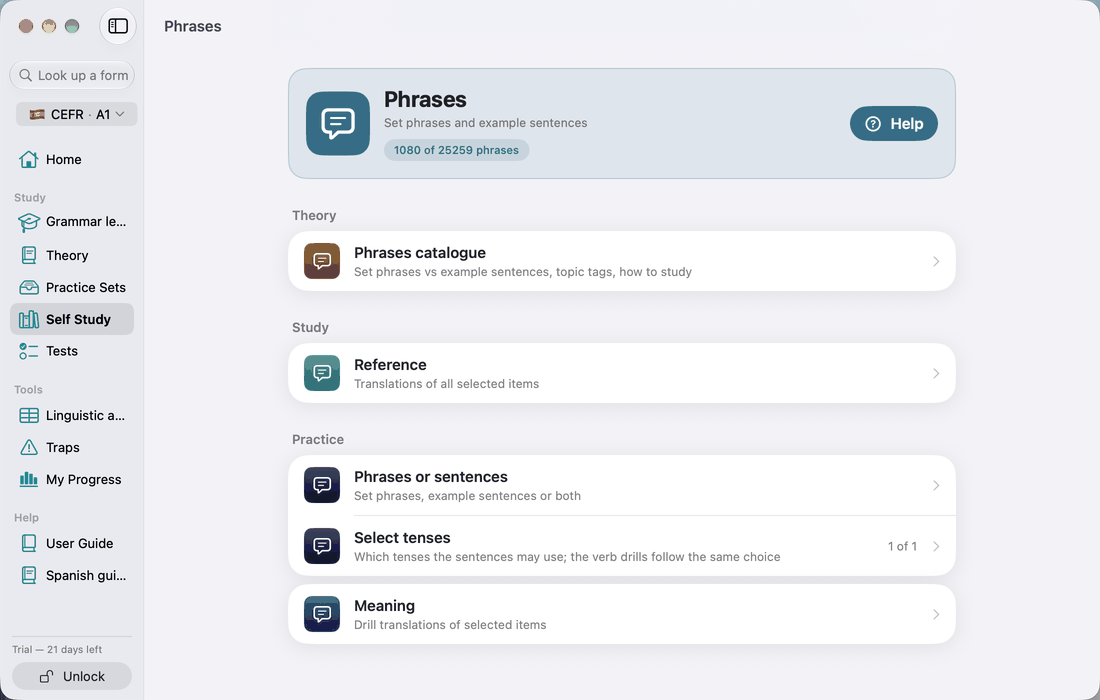 Phrases
Look up a form
CEFR · A1
Home
Study
Grammar le...
Theory
Practice Sets
Self Study
Tests
Tools
Linguistic a...
Traps
My Progress
Help
User Guide
Spanish gui...
Trial — 21 days left
Unlock
Phrases
Set phrases and example sentences
1080 of 25259 phrases
Help
Theory
Phrases catalogue
Set phrases vs example sentences, topic tags, how to study
Study
Reference
Translations of all selected items
Practice
Phrases or sentences
Set phrases, example sentences or both
Select tenses
Which tenses the sentences may use; the verb drills follow the same choice
1 of 1
Meaning
Drill translations of selected items